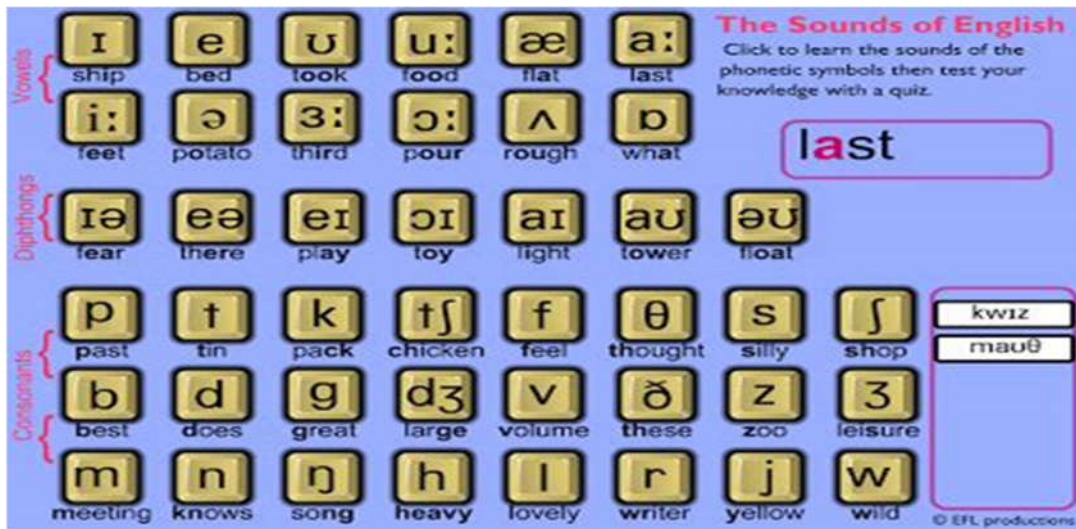 The Sounds of English
Click to learn the sounds of the
phonetic symbols then test your
knowledge with a quiz.
last
Vowels
ɪ e ʊ u: æ a:
ship bed took food flat last
i: ə ɜ: ɔ: ʌ ɒ
feet potato third pour rough what
Diphthongs
ɪə eə eɪ ɔɪ aɪ aʊ əʊ
fear there play toy light tower float
Consonants
p t k tʃ f θ s ʃ
past tin pack chicken feel thought silly shop
b d g dʒ v ð z ʒ
best does great large volume these zoo leisure
m n ŋ h l r j w
meeting knows song heavy lovely writer yellow wild
kwɪz
maʊθ
© EFL productions